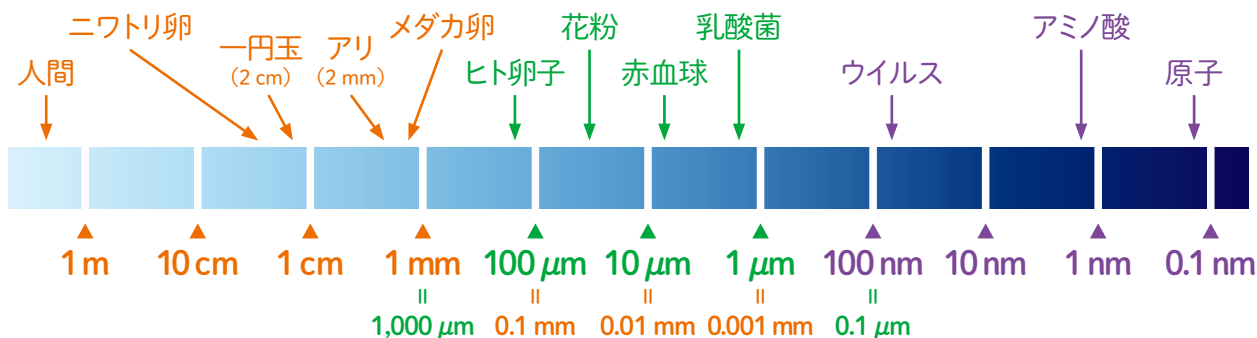 ニワトリ卵
一円玉
(2 cm)
アリ
(2 mm)
メダカ卵
花粉
乳酸菌
人間
ヒト卵子
赤血球
ウイルス
アミノ酸
原子
1 m
10 cm
1 cm
1 mm
100 µm
10 µm
1 µm
100 nm
10 nm
1 nm
0.1 nm
=
1,000 µm
=
0.1 mm
=
0.01 mm
=
0.001 mm
=
0.1 µm